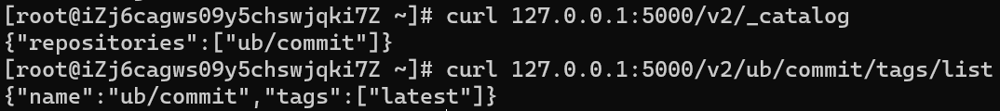 [root@iZj6cagws09y5chswjqki7Z ~]# curl 127.0.0.1:5000/v2/_catalog
{"repositories":["ub/commit"]}
[root@iZj6cagws09y5chswjqki7Z ~]# curl 127.0.0.1:5000/v2/ub/commit/tags/list
{"name":"ub/commit","tags":["latest"]}